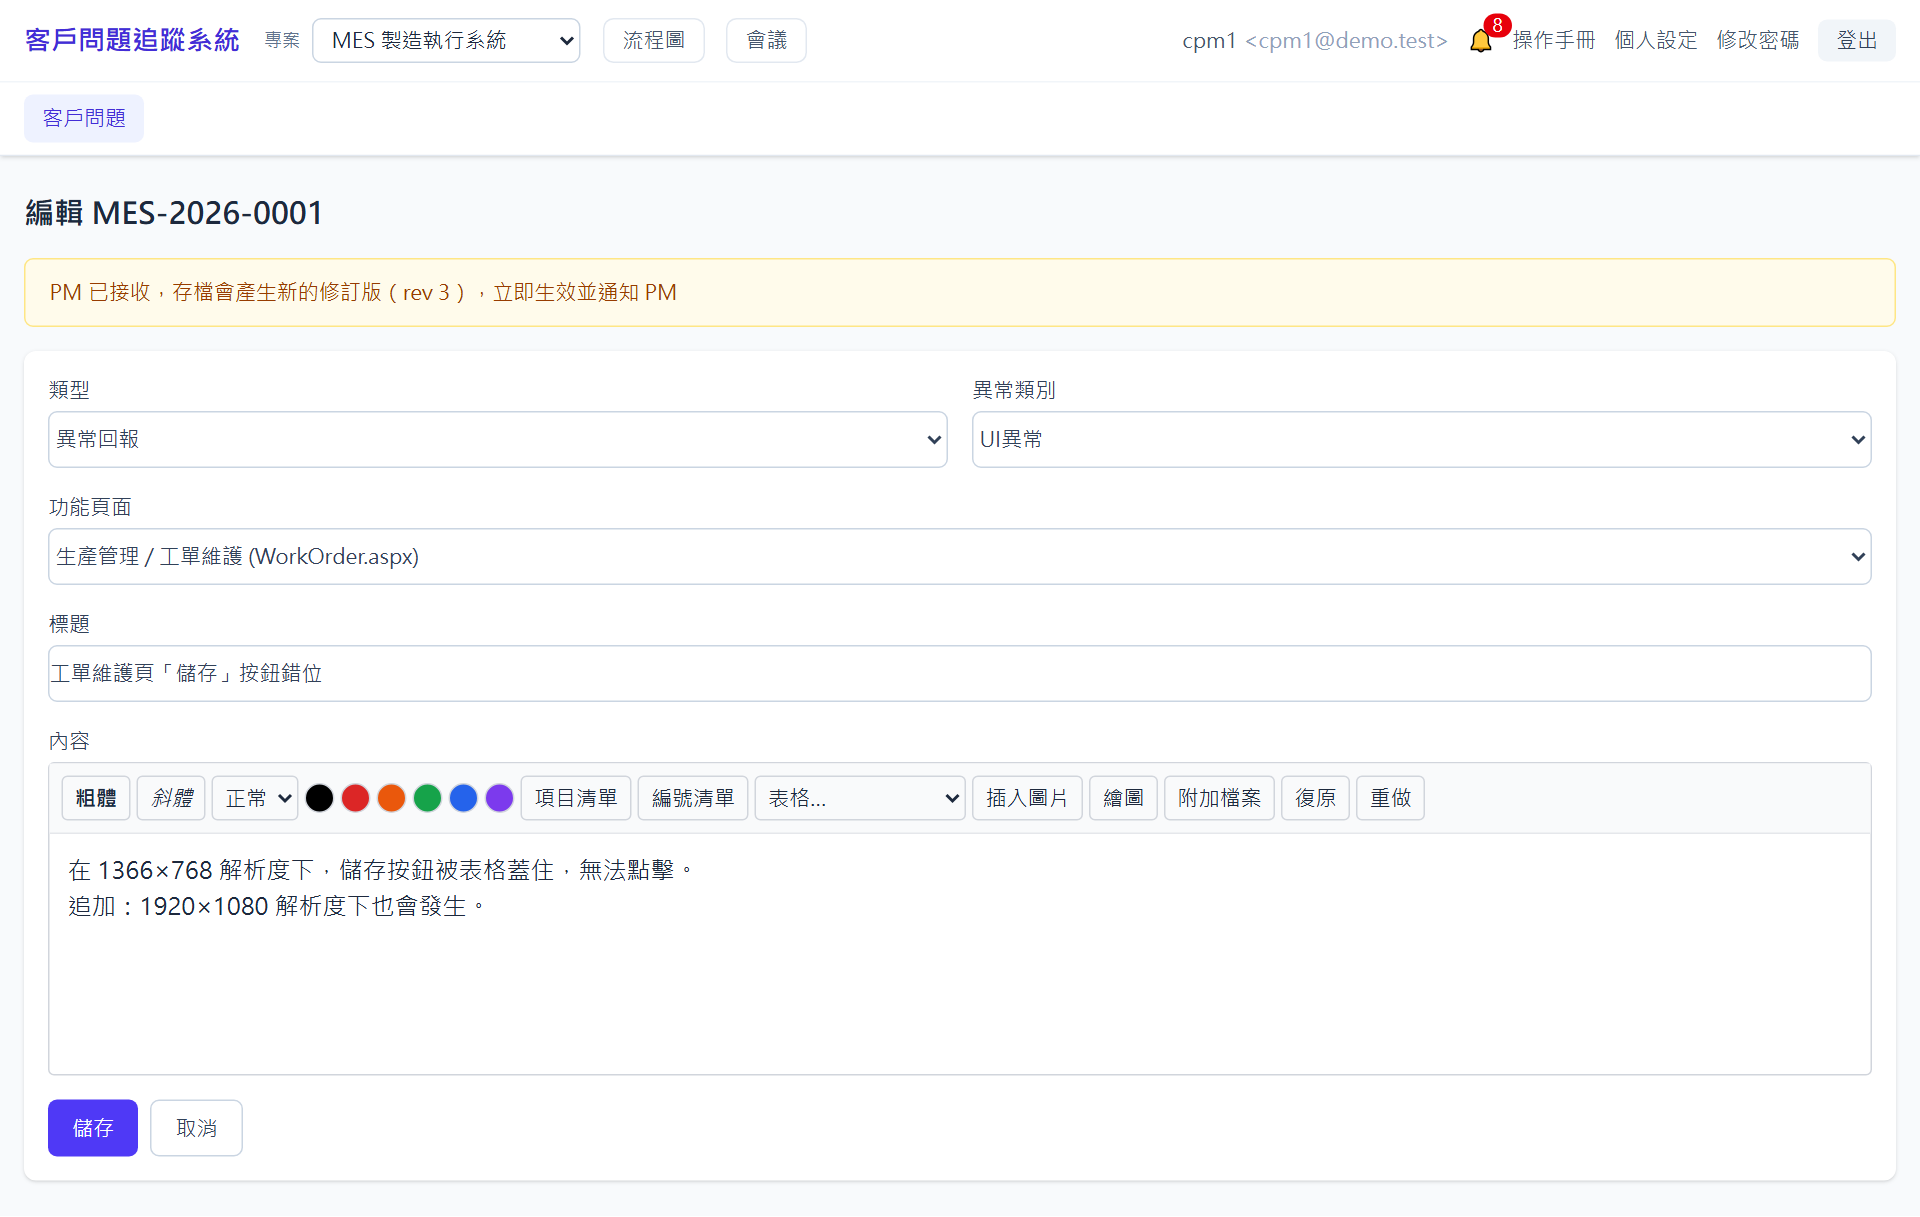 客戶問題追蹤系統 專案 MES 製造執行系統 流程圖 會議 cpm1 <cpm1@demo.test> 8 操作手冊 個人設定 修改密碼 登出
客戶問題
編輯 MES-2026-0001
PM 已接收，存檔會產生新的修訂版（rev 3），立即生效並通知 PM
類型 異常類別
異常回報 UI異常
功能頁面
生產管理 / 工單維護 (WorkOrder.aspx)
標題
工單維護頁「儲存」按鈕錯位
內容
粗體 斜體 正常 項目清單 編號清單 表格... 插入圖片 繪圖 附加檔案 復原 重做
在 1366×768 解析度下，儲存按鈕被表格蓋住，無法點擊。
追加：1920×1080 解析度下也會發生。
儲存 取消